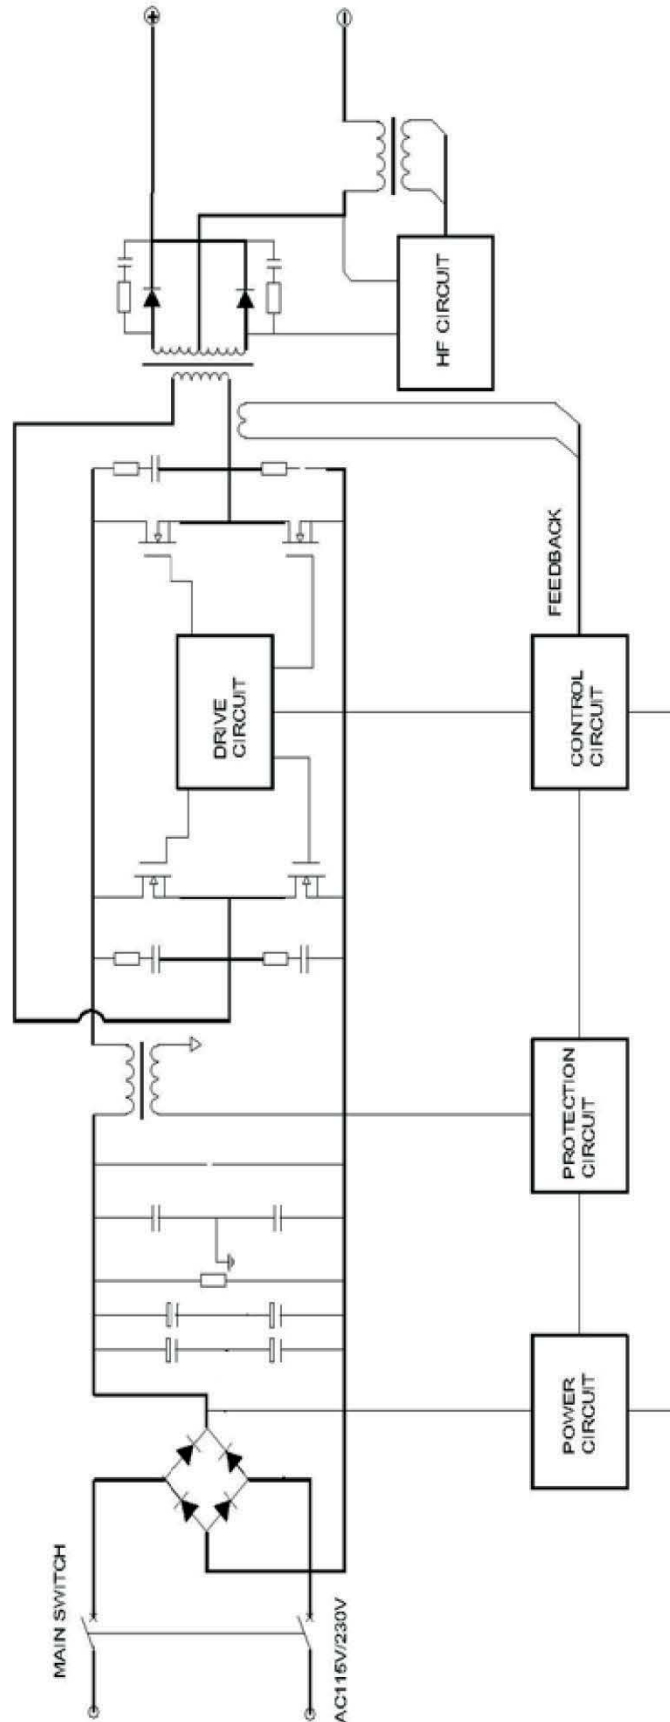 MAIN SWITCH
AC115V/230V
POWER
CIRCUIT
PROTECTION
CIRCUIT
DRIVE
CIRCUIT
CONTROL
CIRCUIT
FEEDBACK
HF CIRCUIT